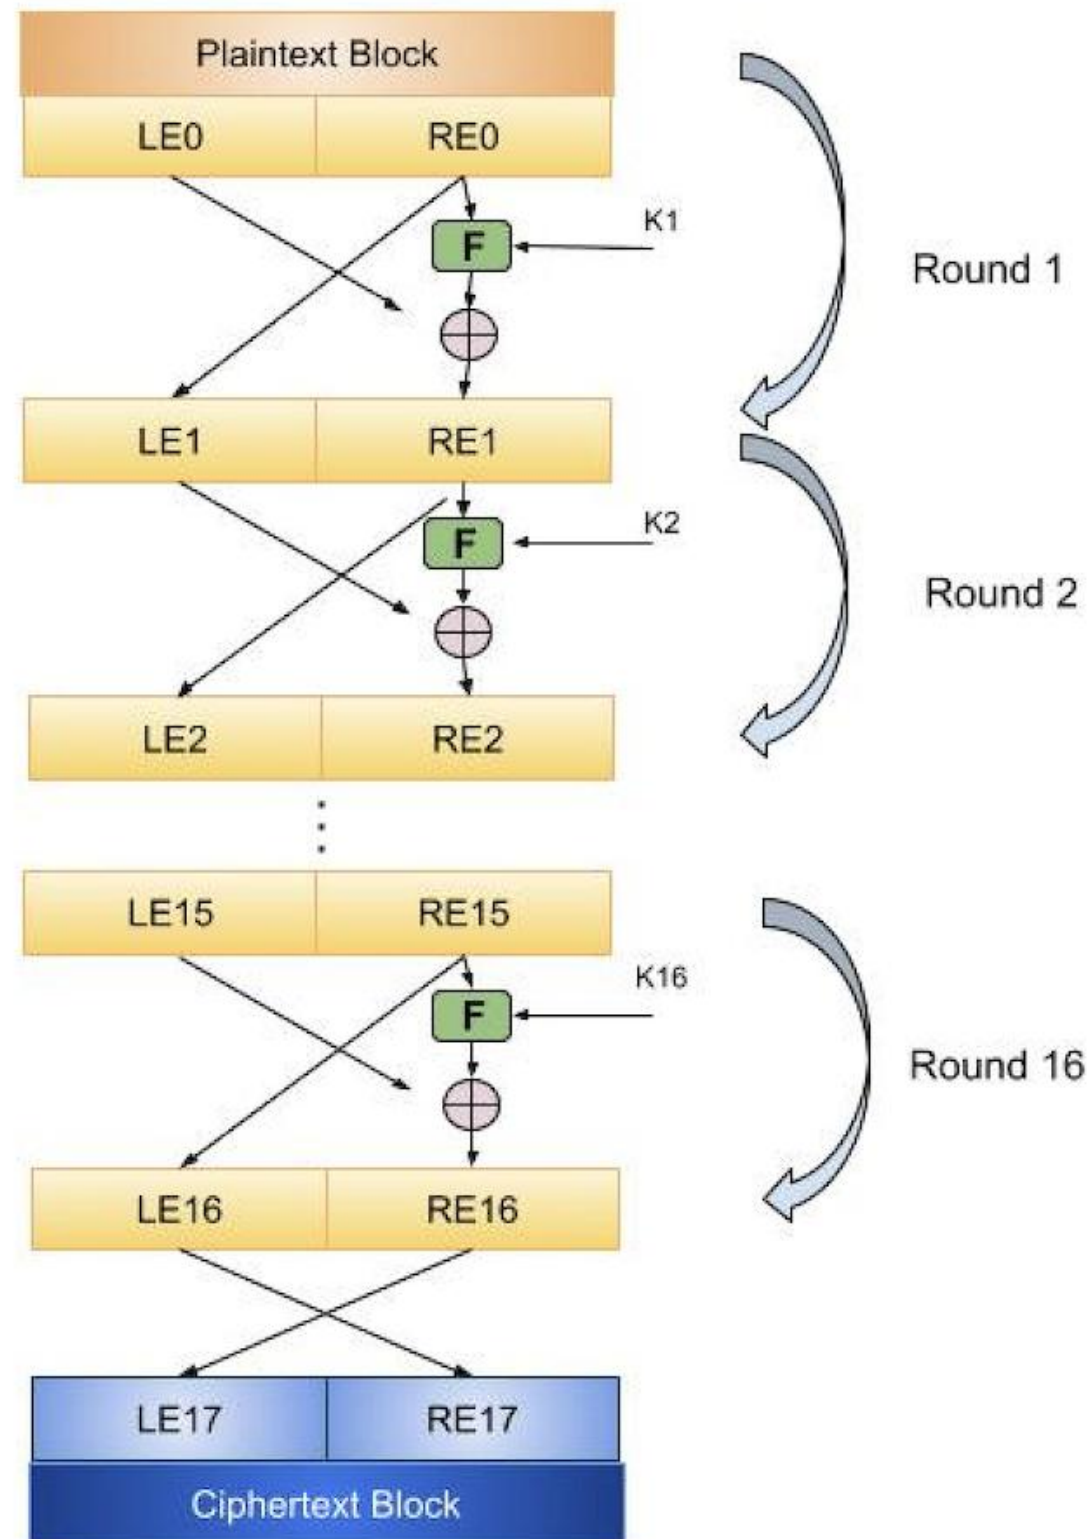 Plaintext Block
LE0 RE0
K1
F
Round 1
LE1 RE1
K2
F
Round 2
LE2 RE2
LE15 RE15
K16
F
Round 16
LE16 RE16
LE17 RE17
Ciphertext Block